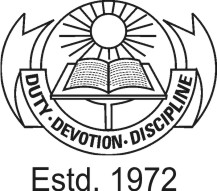 DUTY · DEVOTION · DISCIPLINE
Estd. 1972